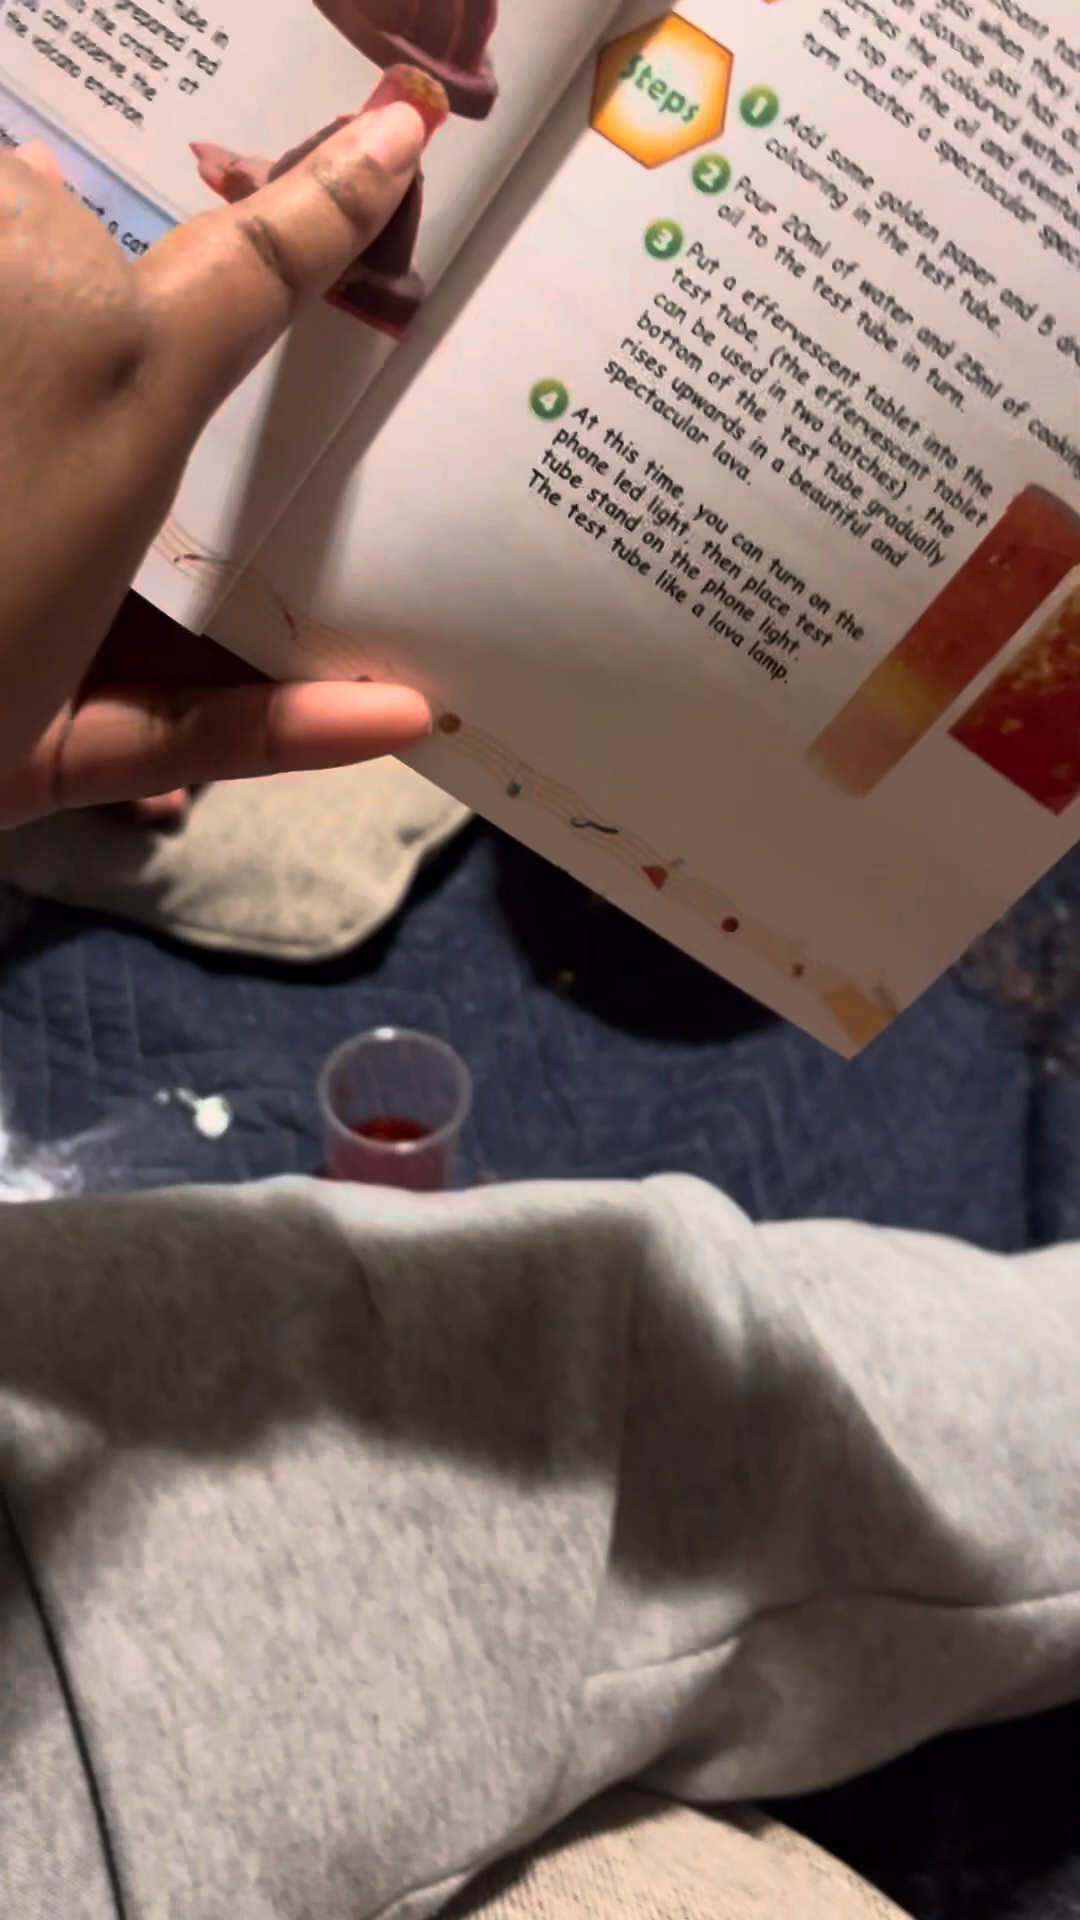 tube in
prepared red
the crater, at
can observe the
the volcano eruption
a cat
gas when they
dioxide gas has
the coloured water
the top of the oil and
turn creates a spectacular
Steps
1 Add some golden paper and 5
colouring in the test tube.
2 Pour 20ml of water and 25ml of cooking
oil to the test tube in turn.
3 Put a effervescent tablet into the
test tube. (the effervescent tablet
can be used in two batches) , the
bottom of the test tube gradually
rises upwards in a beautiful and
spectacular lava.
4 At this time, you can turn on the
phone led light, then place test
tube stand on the phone light.
The test tube like a lava lamp.